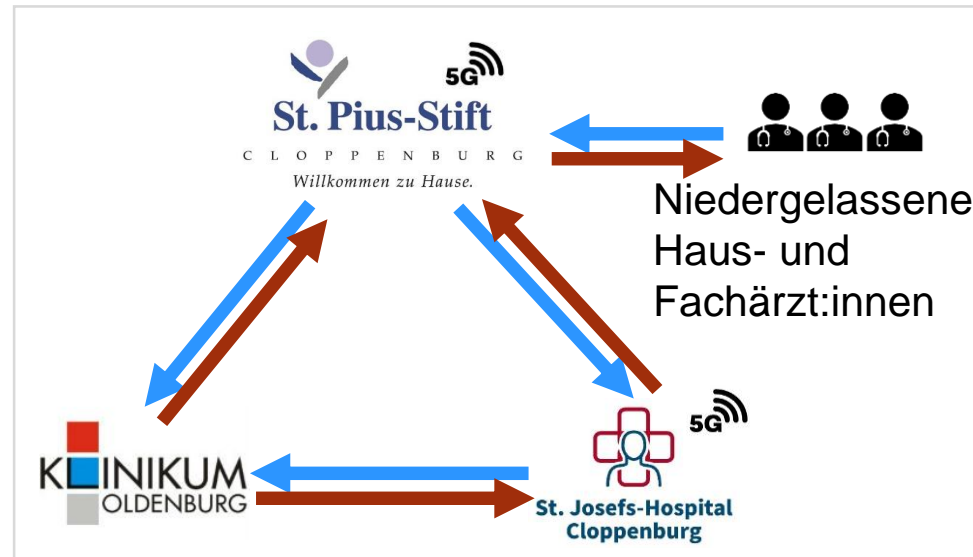 5G
St. Pius-Stift
CLOPPENBURG
Willkommen zu Hause.
Niedergelassene
Haus- und
Fachärzt:innen
5G
KLINIKUM
OLDENBURG
St. Josefs-Hospital
Cloppenburg